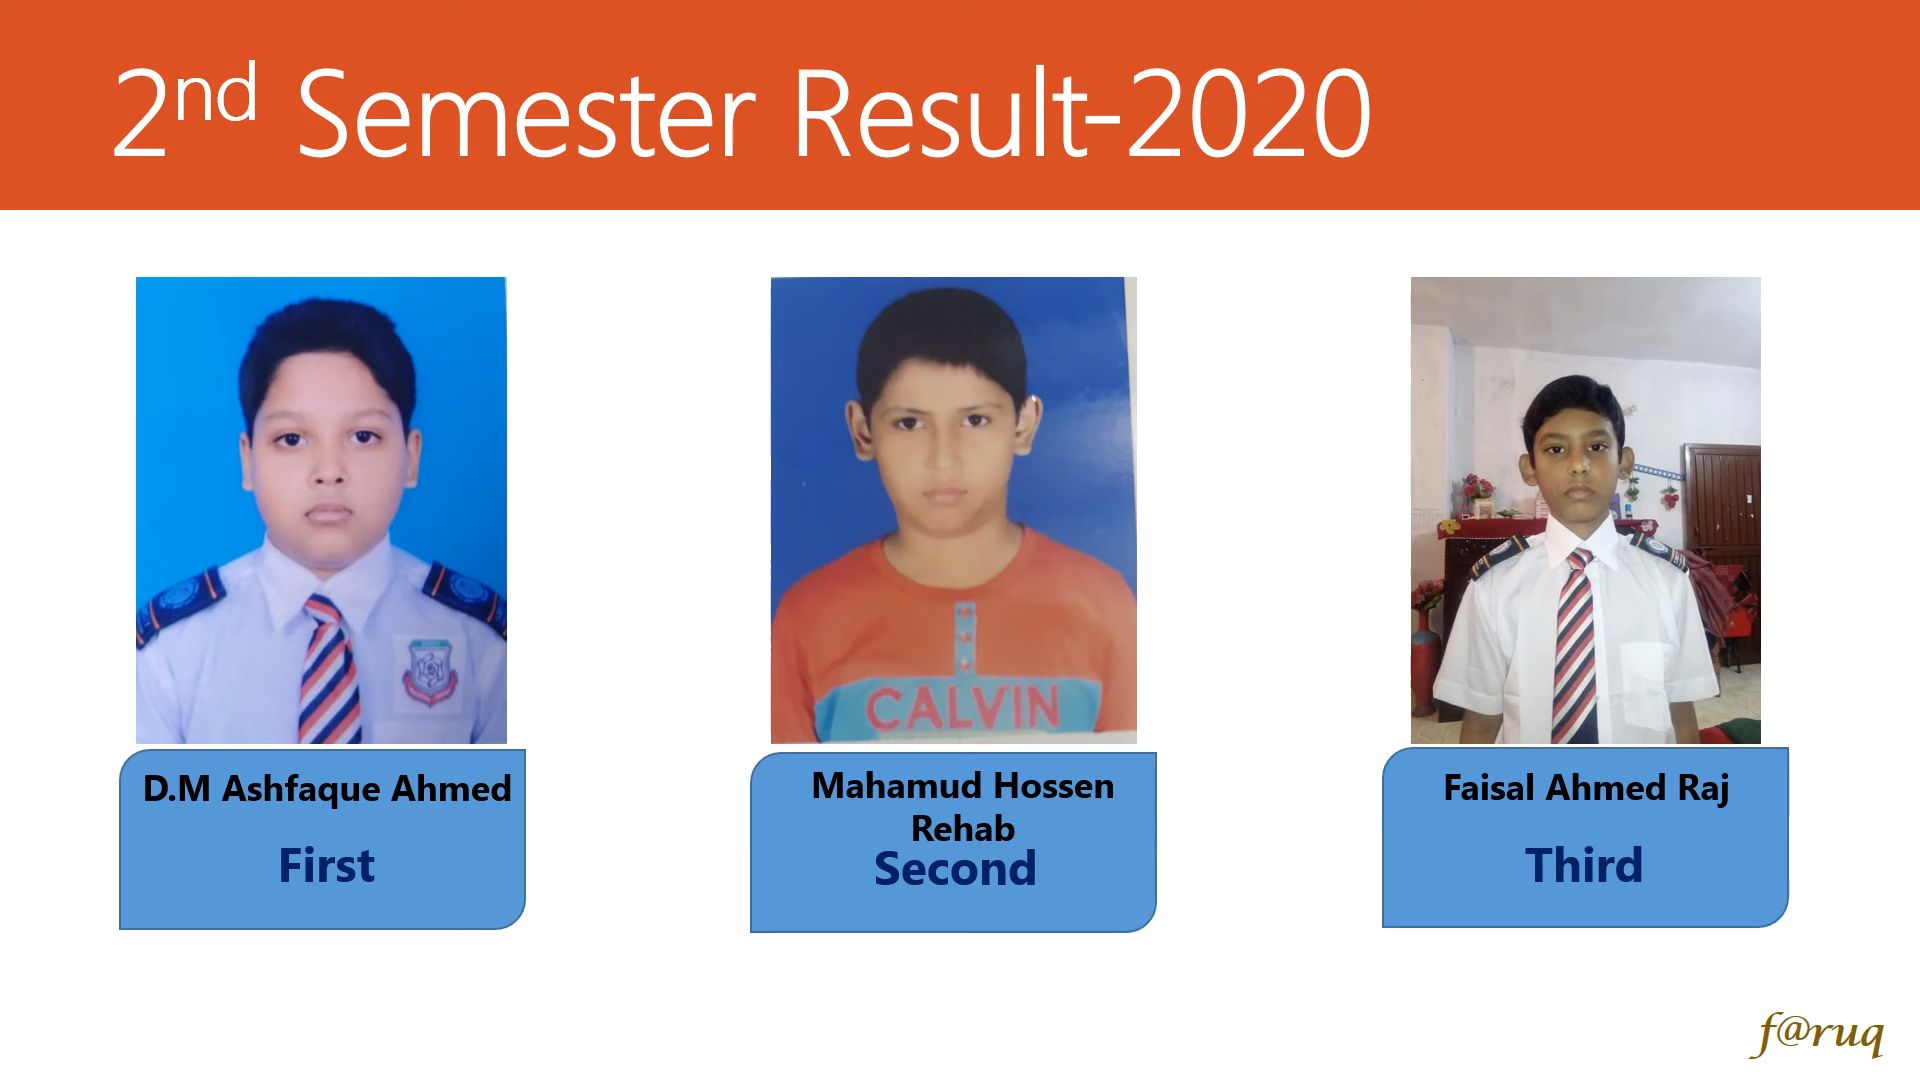 2nd Semester Result-2020
CALVIN
D.M Ashfaque Ahmed
First
Mahamud Hossen
Rehab
Second
Faisal Ahmed Raj
Third
f@ruq